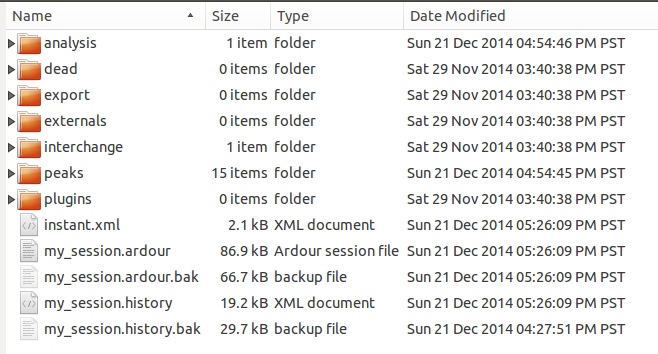 Name Size Type Date Modified
analysis 1 item folder Sun 21 Dec 2014 04:54:46 PM PST
dead 0 items folder Sat 29 Nov 2014 03:40:38 PM PST
export 0 items folder Sat 29 Nov 2014 03:40:38 PM PST
externals 0 items folder Sat 29 Nov 2014 03:40:38 PM PST
interchange 1 item folder Sat 29 Nov 2014 03:40:38 PM PST
peaks 15 items folder Sun 21 Dec 2014 04:54:45 PM PST
plugins 0 items folder Sat 29 Nov 2014 03:40:38 PM PST
instant.xml 2.1 kB XML document Sun 21 Dec 2014 05:26:09 PM PST
my_session.ardour 86.9 kB Ardour session file Sun 21 Dec 2014 05:26:09 PM PST
my_session.ardour.bak 66.7 kB backup file Sun 21 Dec 2014 05:26:09 PM PST
my_session.history 19.2 kB XML document Sun 21 Dec 2014 05:26:09 PM PST
my_session.history.bak 29.7 kB backup file Sun 21 Dec 2014 04:27:51 PM PST